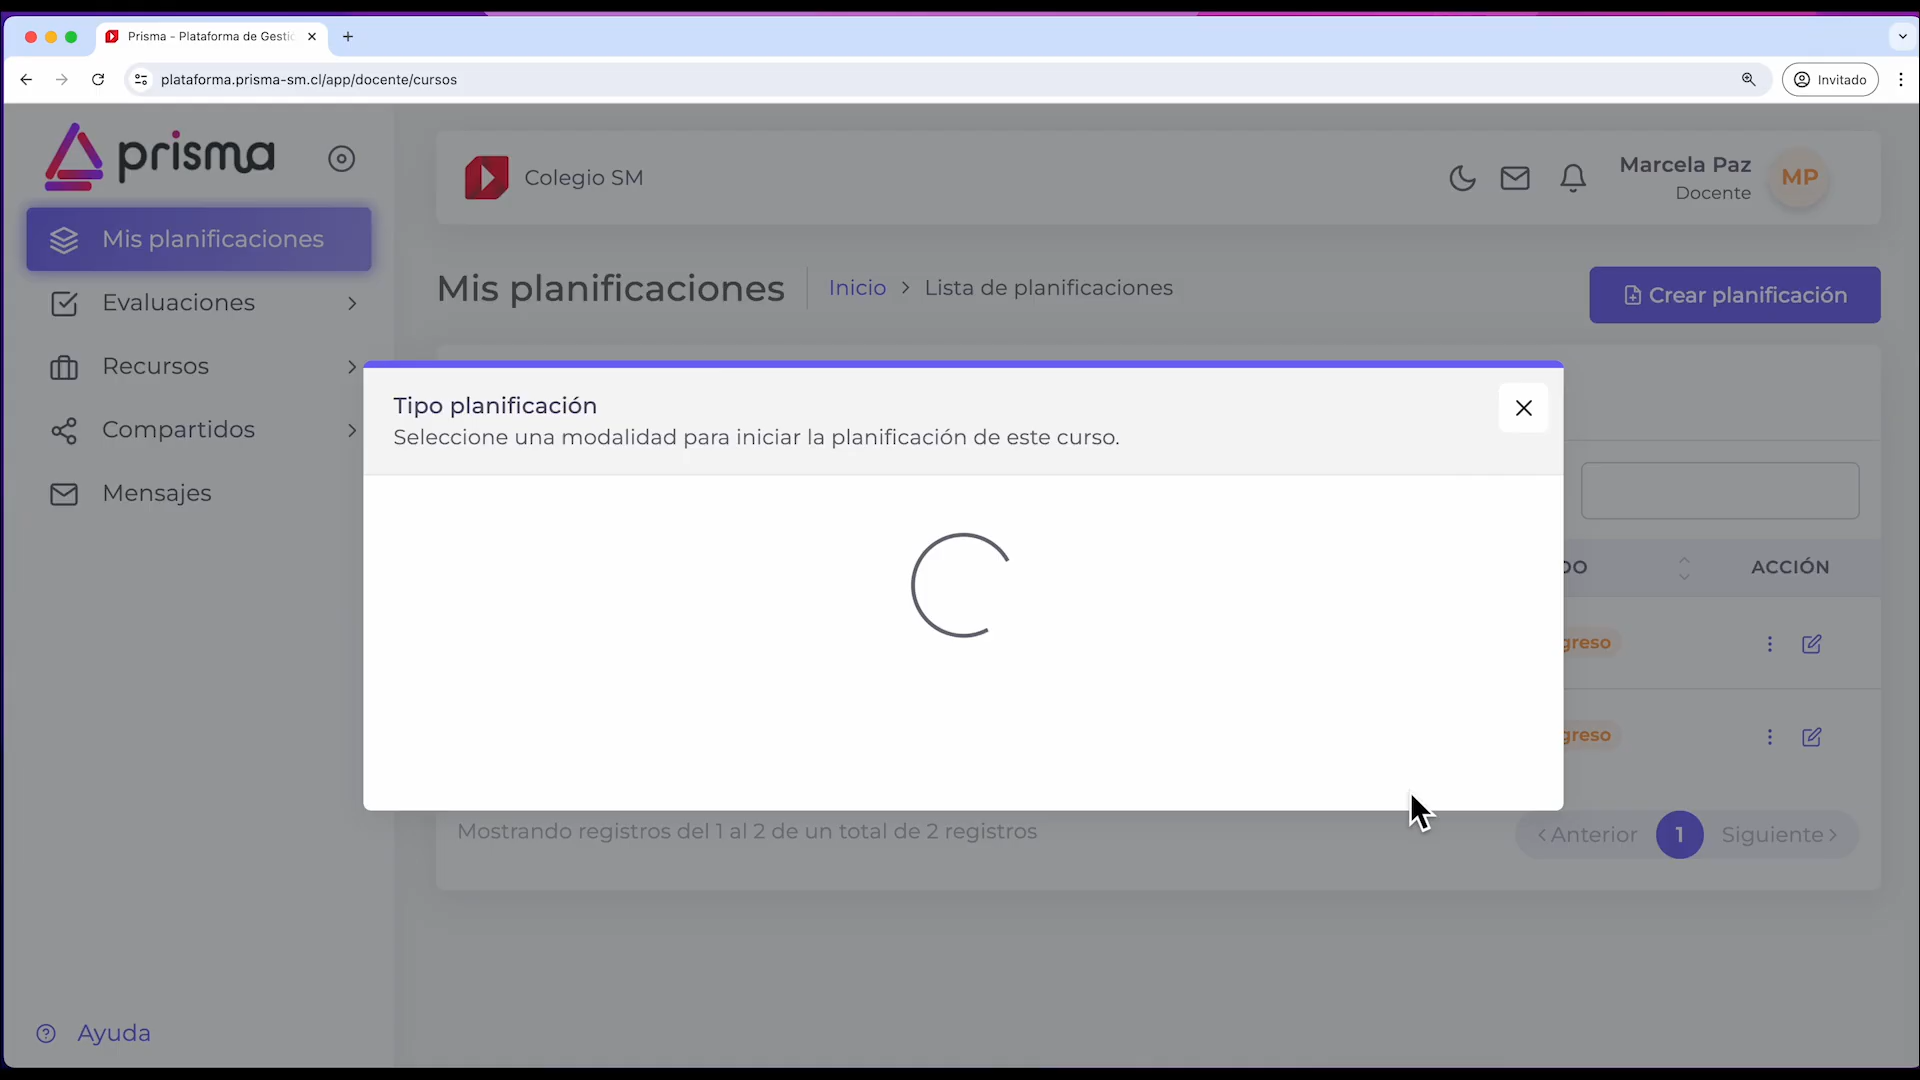 Prisma - Plataforma de Gesti
plataforma.prisma-sm.cl/app/docente/cursos
Invitado
prisma
Colegio SM
Marcela Paz
Docente
MP
Mis planificaciones
Evaluaciones
Recursos
Compartidos
Mensajes
Ayuda
Mis planificaciones
Inicio > Lista de planificaciones
Crear planificación
Tipo planificación
Seleccione una modalidad para iniciar la planificación de este curso.
DO
ACCIÓN
greso
greso
Mostrando registros del 1 al 2 de un total de 2 registros
Anterior
1
Siguiente